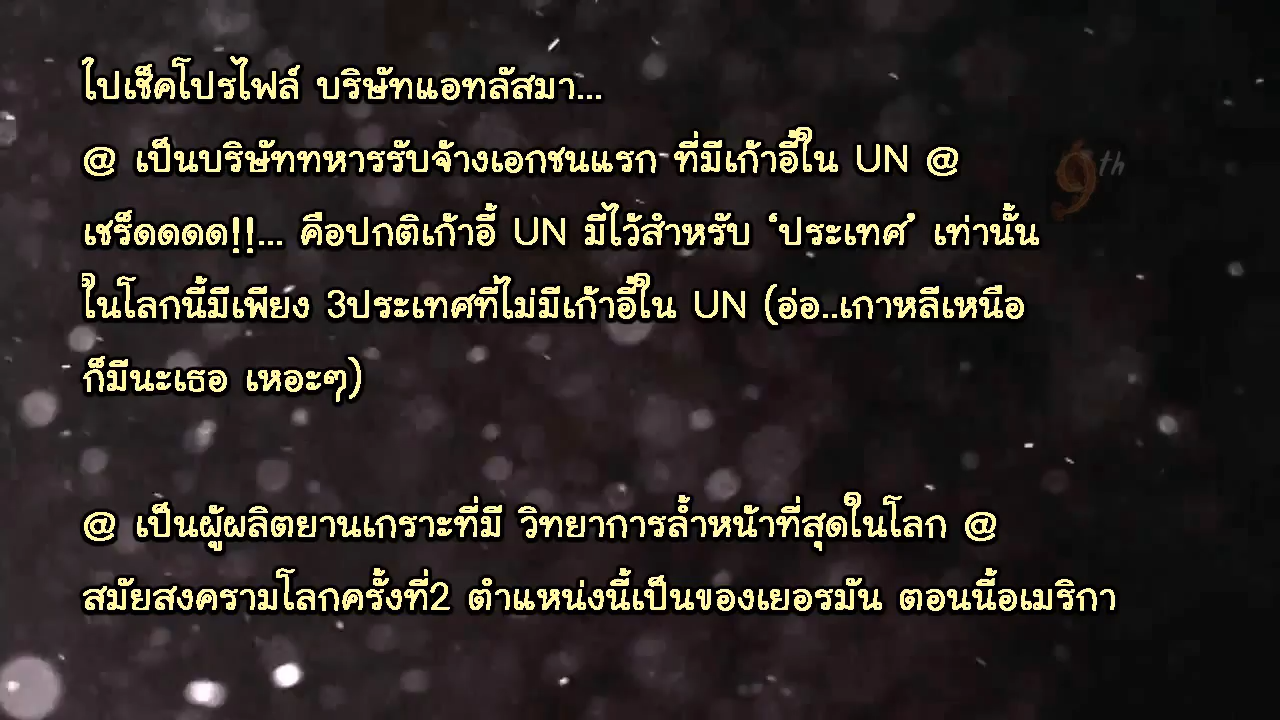 ไปเช็คโปรไฟล์ บริษัทแอทลัสมา...
@ เป็นบริษัททหารรับจ้างเอกชนแรก ที่มีเก้าอี้ใน UN @
9th
เชร็ดดดด!!... คือปกติเก้าอี้ UN มีไว้สำหรับ 'ประเทศ' เท่านั้น
ในโลกนี้มีเพียง 3ประเทศที่ไม่มีเก้าอี้ใน UN (อ่อ..เกาหลีเหนือ
ก็มีนะเธอ เหอะๆ)
@ เป็นผู้ผลิตยานเกราะที่มี วิทยาการล้ำหน้าที่สุดในโลก @
สมัยสงครามโลกครั้งที่2 ตำแหน่งนี้เป็นของเยอรมัน ตอนนี้อเมริกา